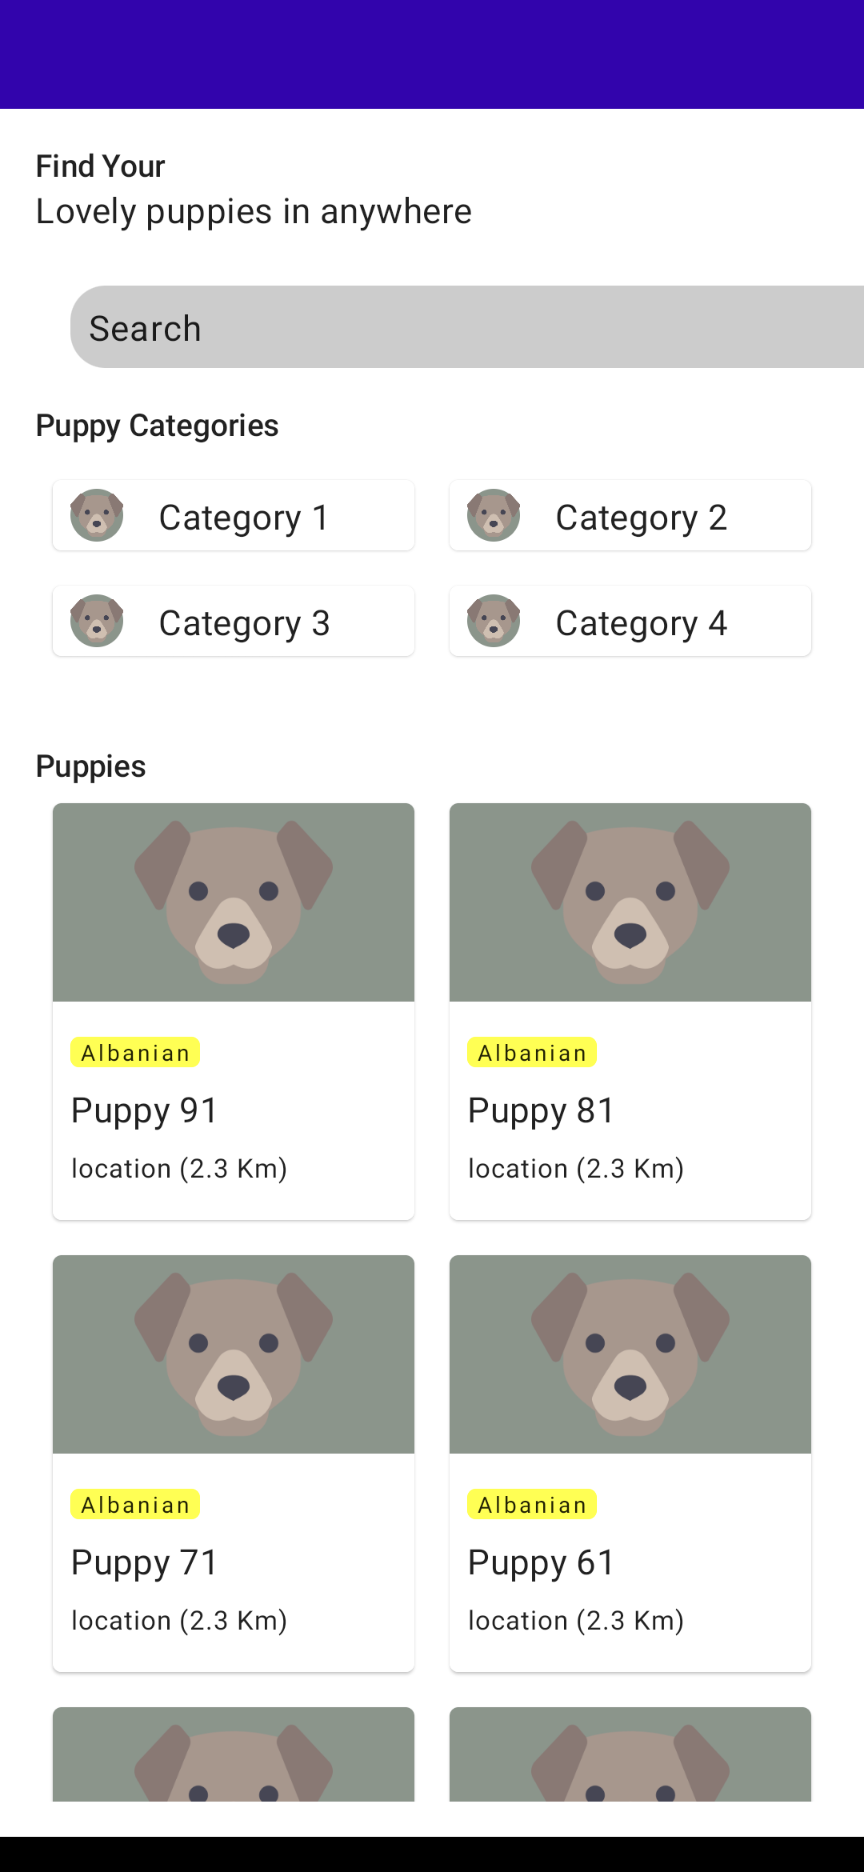 Find Your
Lovely puppies in anywhere
Search
Puppy Categories
Category 1
Category 2
Category 3
Category 4
Puppies
Albanian
Puppy 91
location (2.3 Km)
Albanian
Puppy 81
location (2.3 Km)
Albanian
Puppy 71
location (2.3 Km)
Albanian
Puppy 61
location (2.3 Km)